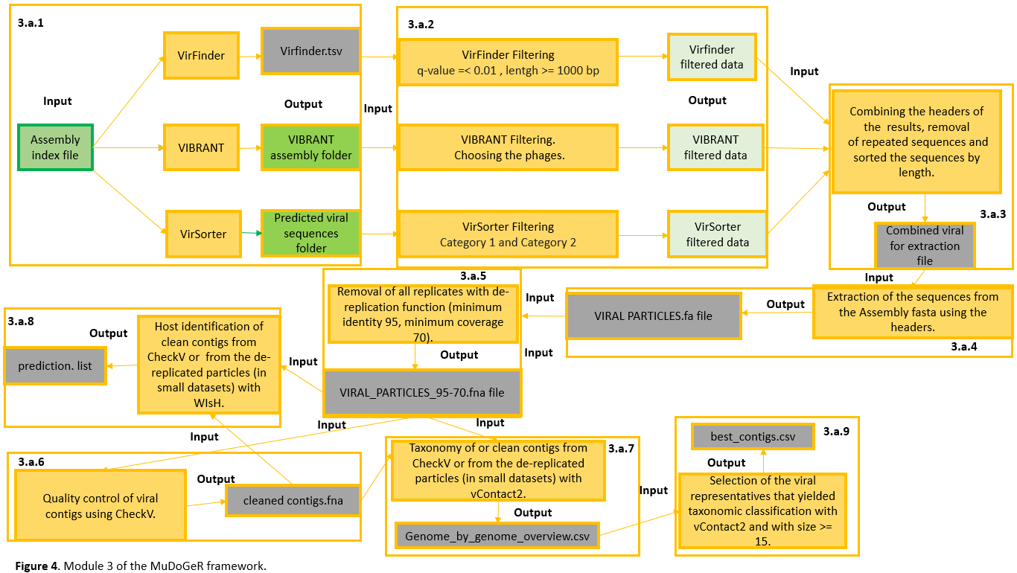 3.a.1
VirFinder
Virfinder.tsv
Input
Output
Assembly
index file
VIBRANT
VIBRANT
assembly folder
VirSorter
Predicted viral
sequences
folder
Input
3.a.2
VirFinder Filtering
q-value =< 0.01 , lentgh >= 1000 bp
Virfinder
filtered data
Output
VIBRANT Filtering.
Choosing the phages.
VIBRANT
filtered data
VirSorter Filtering
Category 1 and Category 2
VirSorter
filtered data
Input
Combining the headers of
the results, removal
of repeated sequences and
sorted the sequences by
length.
Output
3.a.3
Combined viral
for extraction
file
Input
Extraction of the sequences from
the Assembly fasta using the
headers.
3.a.4
Output
VIRAL PARTICLES.fa file
Input
Input
3.a.5
Removal of all replicates with de-
replication function (minimum
identity 95, minimum coverage
70).
Output
VIRAL_PARTICLES_95-70.fna file
Input
Input
Input
3.a.8
Output
Host identification of
clean contigs from
CheckV or from the de-
replicated particles (in
small datasets) with
WIsH.
prediction. list
Input
3.a.6
Quality control of viral
contigs using CheckV.
Output
cleaned contigs.fna
3.a.7
Taxonomy of or clean contigs from
CheckV or from the de-replicated
particles (in small datasets) with
vContact2.
Output
Genome_by_genome_overview.csv
Input
3.a.9
best_contigs.csv
Output
Selection of the viral
representatives that yielded
taxonomic classification with
vContact2 and with size >=
15.
Figure 4. Module 3 of the MuDoGeR framework.